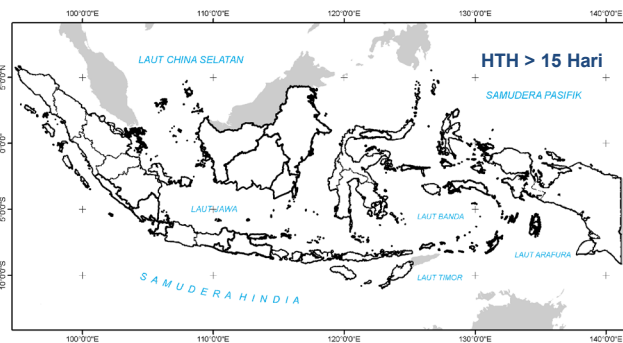 100°0'0"E 110°0'0"E 120°0'0"E 130°0'0"E 140°0'0"E
LAUT CHINA SELATAN
HTH > 15 Hari
SAMUDERA PASIFIK
5°0'0"N
0°0'0"
LAUT JAWA
LAUT BANDA
5°0'0"S
LAUT ARAFURA
LAUT TIMOR
SAMUDERA HINDIA
10°0'0"S
100°0'0"E 110°0'0"E 120°0'0"E 130°0'0"E 140°0'0"E